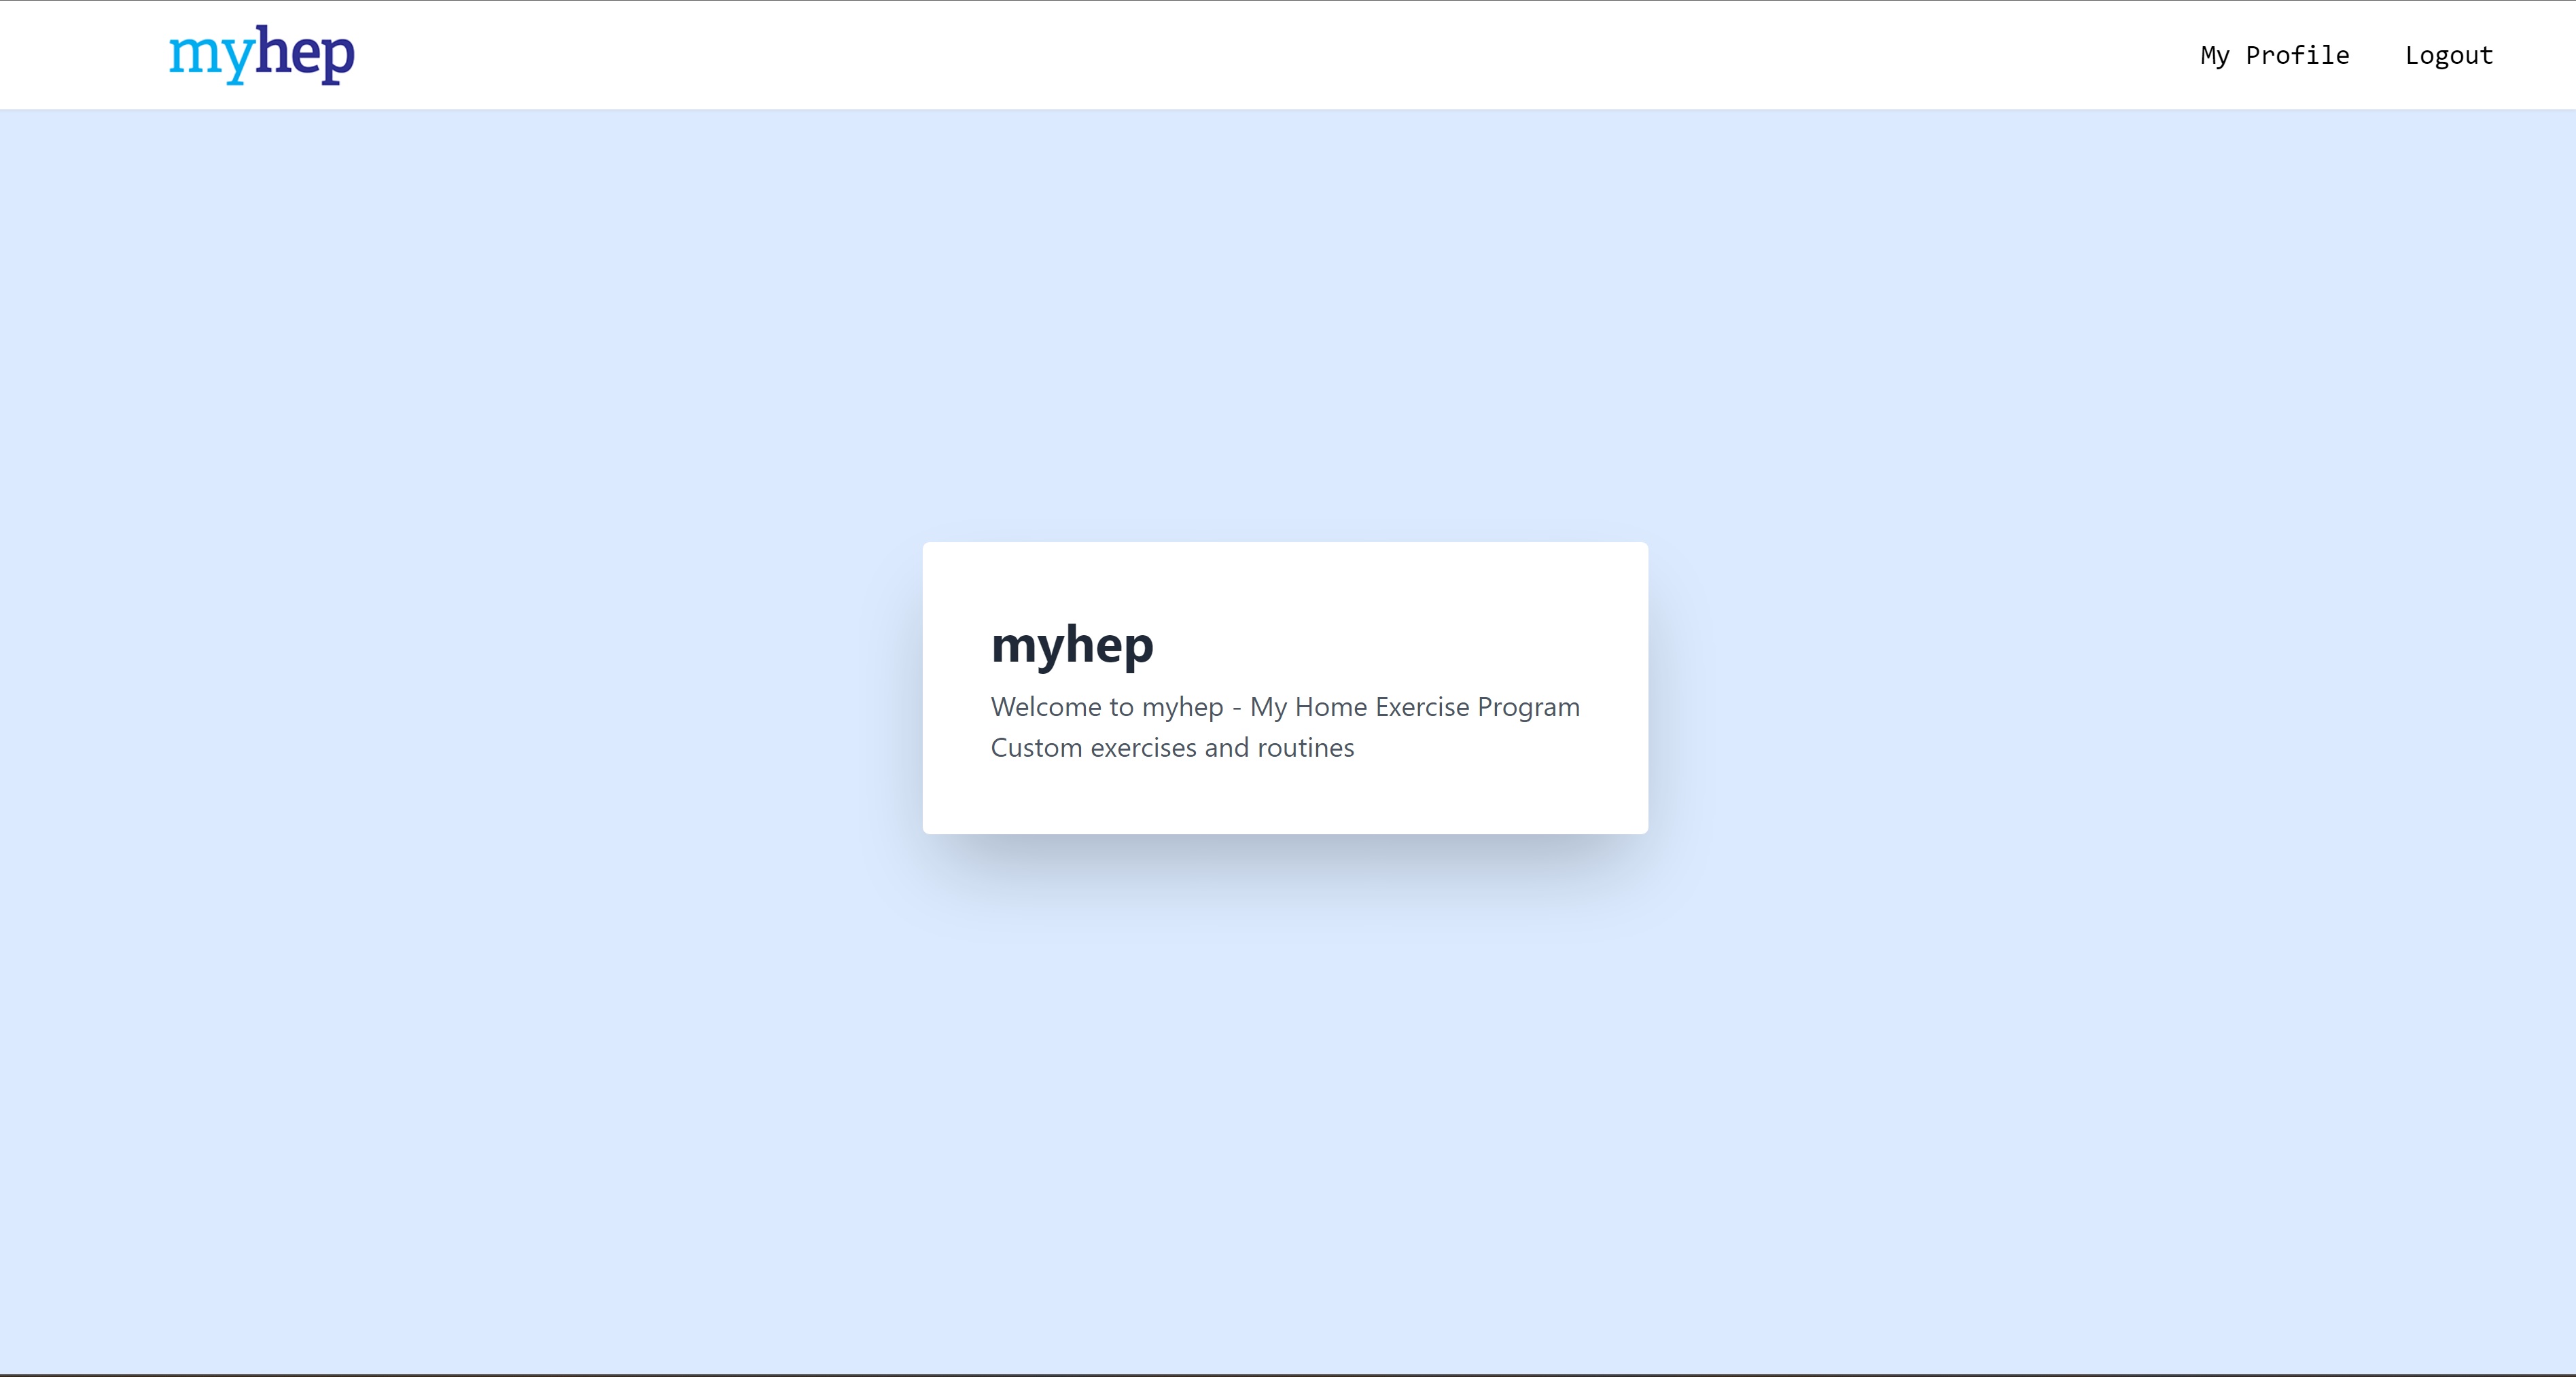 myhep
My Profile
Logout
myhep
Welcome to myhep - My Home Exercise Program
Custom exercises and routines